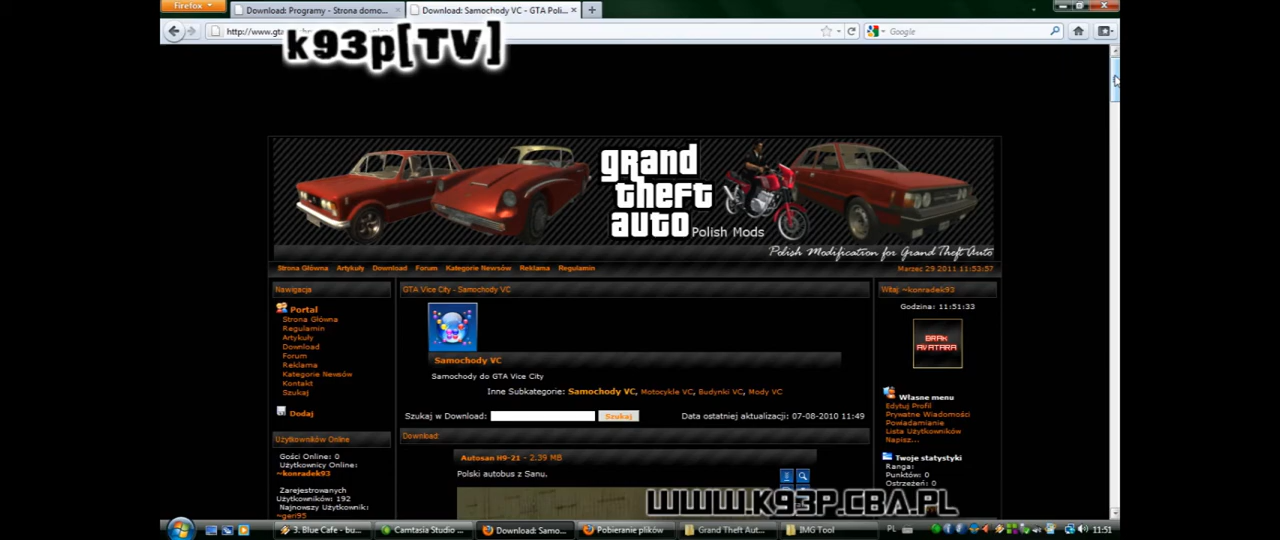 Firefox
Download: Programy - Strona domo...
Download: Samochody VC - GTA Poli...
Google
k93p[TV]
grand
theft
auto
Polish Mods
Polish Modification for Grand Theft Auto
Strona Główna Artykuły Download Forum Kategorie Newsów Reklama Regulamin
Marzec 29 2011 11:53:57
Nawigacja
Portal
Strona Główna
Regulamin
Artykuły
Download
Forum
Reklama
Kategorie Newsów
Kontakt
Szukaj
Dodaj
Użytkowników Online
Gości Online: 0
Użytkownicy Online:
~konradek93
Zarejestrowanych
Użytkowników: 192
Najnowszy Użytkownik:
~geri95
GTA Vice City - Samochody VC
Samochody VC
Samochody do GTA Vice City
Inne Subkategorie: Samochody VC, Motocykle VC, Budynki VC, Mody VC
Szukaj w Download: Szukaj
Data ostatniej aktualizacji: 07-08-2010 11:49
Download:
Autosan H9-21 - 2.39 MB
Polski autobus z Sanu.
Witaj ~konradek93
Godzina: 11:51:33
BRAK
AVATARA
Własne menu
Edytuj Profil
Prywatne Wiadomości
Powiadamianie
Lista Użytkowników
Napisz...
Twoje statystyki
Ranga:
Punktów: 0
Ostrzeżeń: 0
WWW.K93P.CBA.PL
3. Blue Cafe - bu...
Camtasia Studio ...
Download: Samo...
Pobieranie plików
Grand Theft Aut...
IMG Tool
PL
11:51